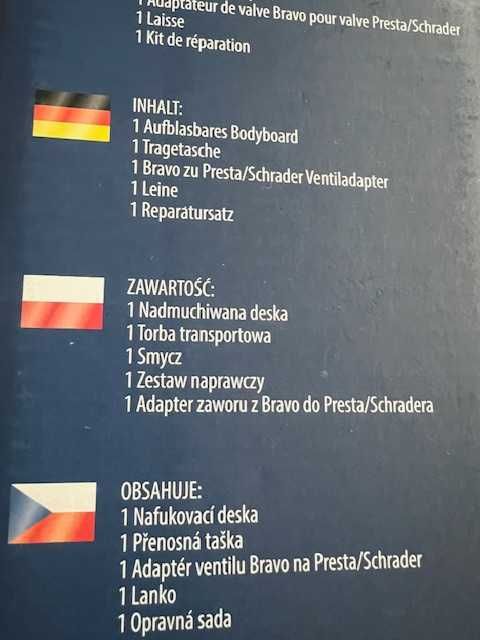 1 Adaptateur de valve Bravo pour valve Presta/Schrader
1 Laisse
1 Kit de réparation
INHALT:
1 Aufblasbares Bodyboard
1 Tragetasche
1 Bravo zu Presta/Schrader Ventiladapter
1 Leine
1 Reparatursatz
ZAWARTOŚĆ:
1 Nadmuchiwana deska
1 Torba transportowa
1 Smycz
1 Zestaw naprawczy
1 Adapter zaworu z Bravo do Presta/Schradera
OBSAHUJE:
1 Nafukovací deska
1 Přenosná taška
1 Adaptér ventilu Bravo na Presta/Schrader
1 Lanko
1 Opravná sada